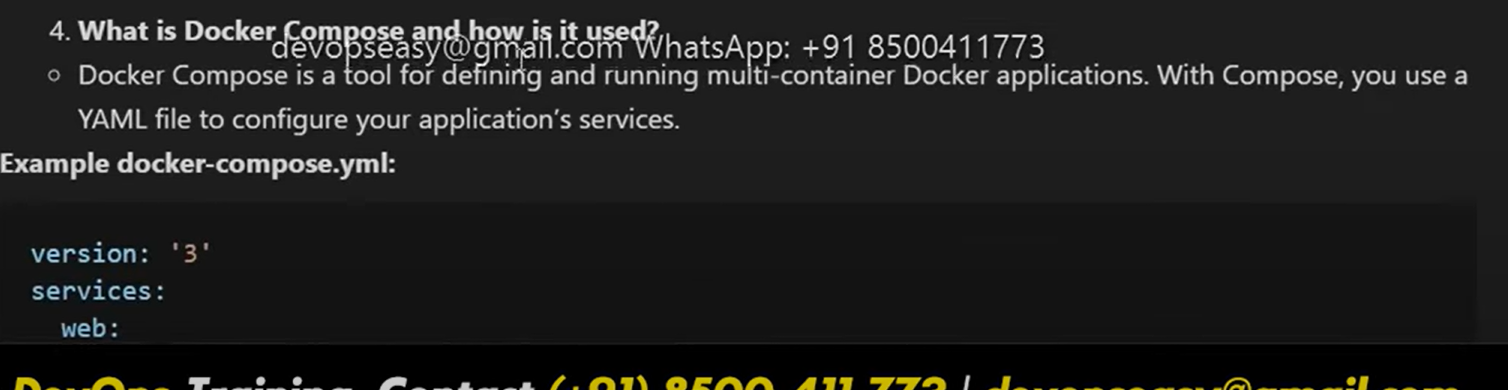 4. What is Docker Compose and how is it used?
devopseasy@gmail.com WhatsApp: +91 8500411773
○ Docker Compose is a tool for defining and running multi-container Docker applications. With Compose, you use a
YAML file to configure your application’s services.
Example docker-compose.yml:
version: '3'
services:
web:
DevOps Training, Contact (+91) 8500 411 773 | devopseasy@gmail.com